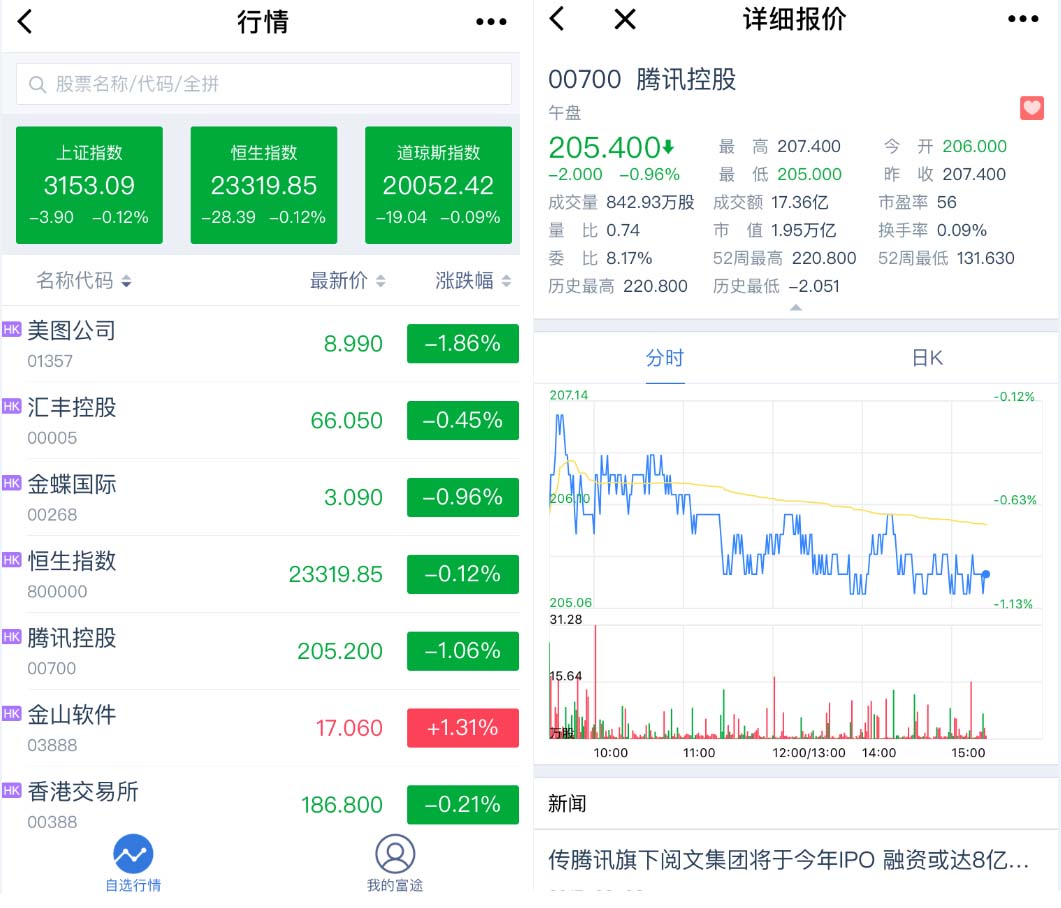 行情
股票名称/代码/全拼
上证指数
3153.09
-3.90 -0.12%
恒生指数
23319.85
-28.39 -0.12%
道琼斯指数
20052.42
-19.04 -0.09%
名称代码 最新价 涨跌幅
HK 美图公司 8.990 -1.86%
01357
HK 汇丰控股 66.050 -0.45%
00005
HK 金蝶国际 3.090 -0.96%
00268
HK 恒生指数 23319.85 -0.12%
800000
HK 腾讯控股 205.200 -1.06%
00700
HK 金山软件 17.060 +1.31%
03888
HK 香港交易所 186.800 -0.21%
00388
自选行情 我的富途
详细报价
00700 腾讯控股
午盘
205.400
-2.000 -0.96%
最高 207.400 今开 206.000
最低 205.000 昨收 207.400
成交量 842.93万股 成交额 17.36亿 市盈率 56
量比 0.74 市值 1.95万亿 换手率 0.09%
委比 8.17% 52周最高 220.800 52周最低 131.630
历史最高 220.800 历史最低 -2.051
分时 日K
207.14 -0.12%
206.10 -0.63%
205.06 -1.13%
31.28
15.64
万股
10:00 11:00 12:00/13:00 14:00 15:00
新闻
传腾讯旗下阅文集团将于今年IPO 融资或达8亿...